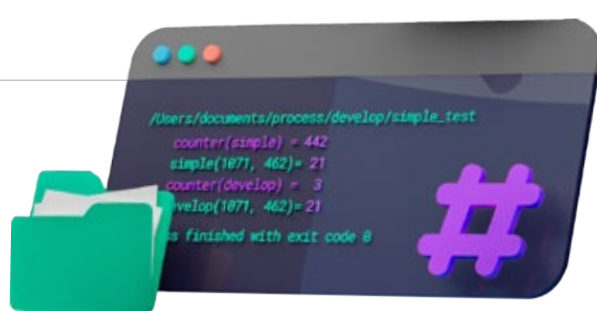 /Users/documents/process/develop/simple_test
counter(simple) = 442
simple(1071, 462)= 21
counter(develop) = 3
evelop(1071, 462)= 21
ss finished with exit code 0
#